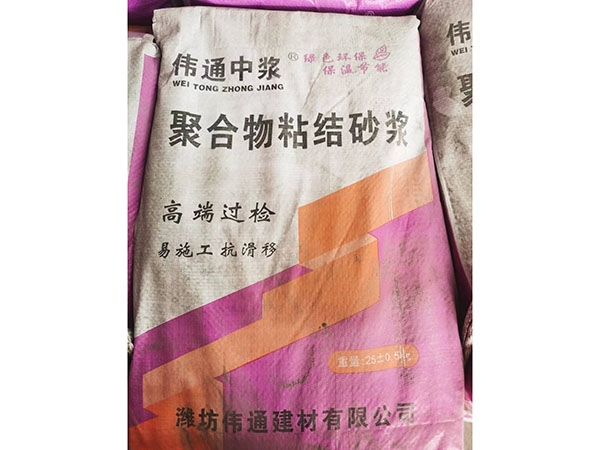 伟通中浆® 绿色环保
WEI TONG ZHONG JIANG 保温节能
聚合物粘结砂浆
高端过检
易施工 抗滑移
重量:25±0.5kg
潍坊伟通建材有限公司